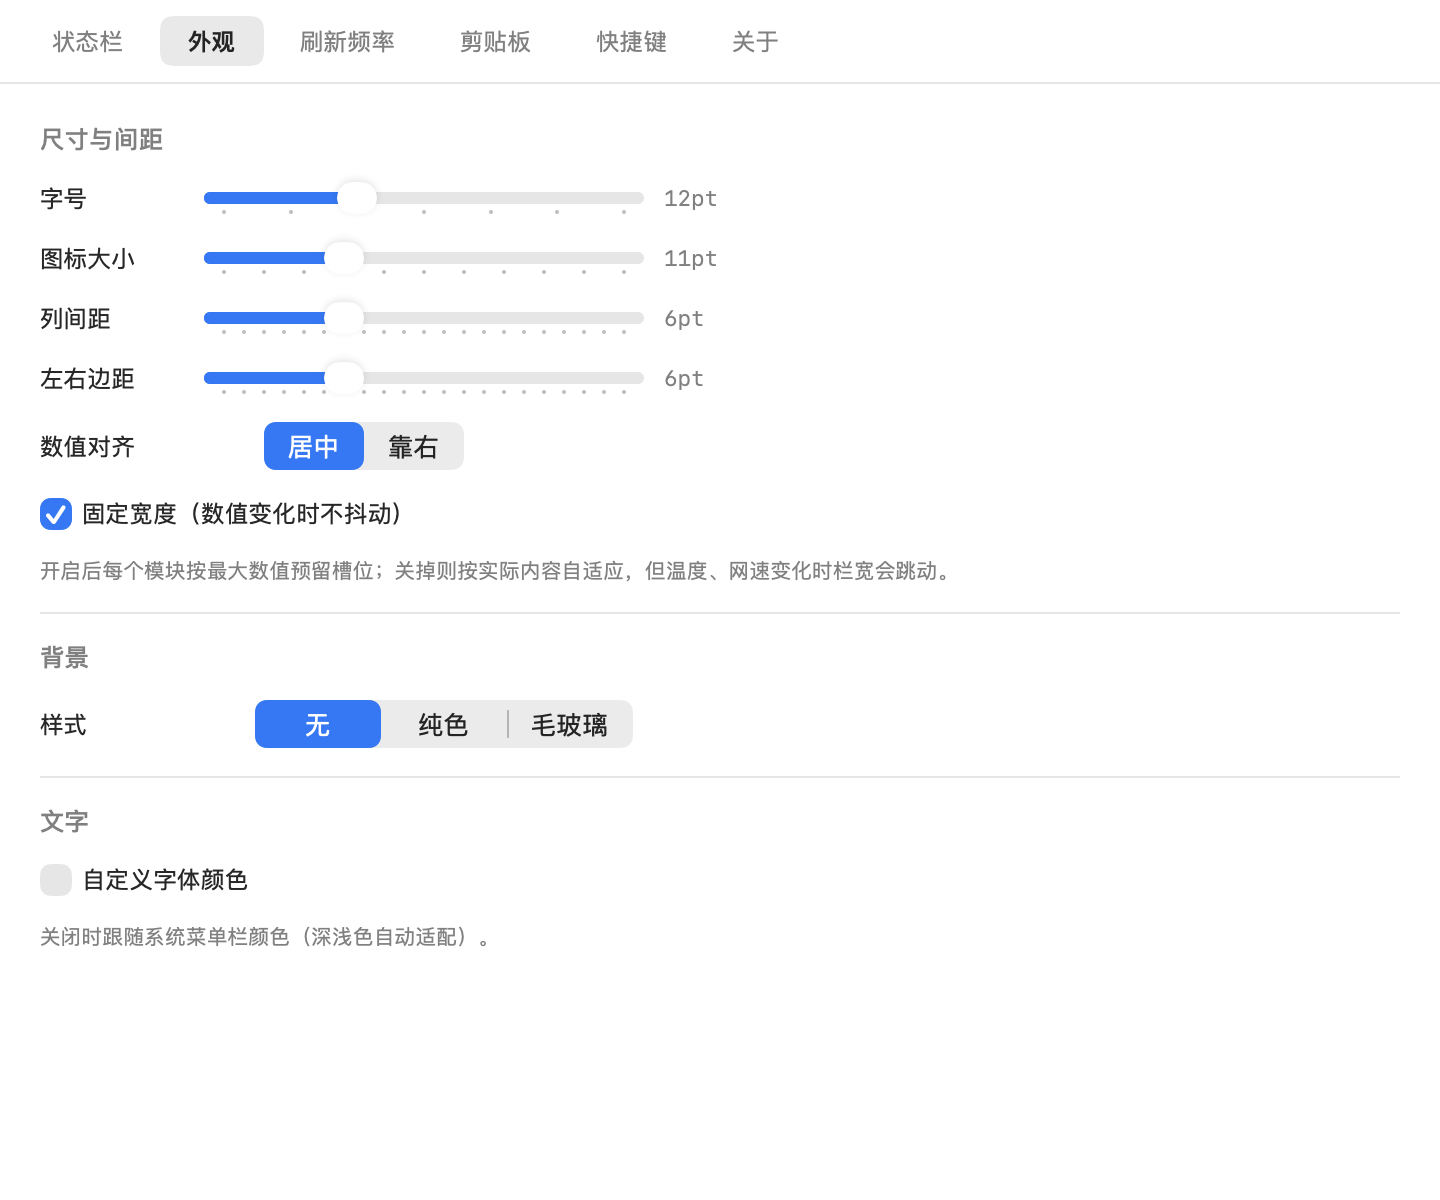 状态栏 外观 刷新频率 剪贴板 快捷键 关于
尺寸与间距
字号 12pt
图标大小 11pt
列间距 6pt
左右边距 6pt
数值对齐 居中 靠右
固定宽度（数值变化时不抖动）
开启后每个模块按最大数值预留槽位；关掉则按实际内容自适应，但温度、网速变化时栏宽会跳动。
背景
样式 无 纯色 毛玻璃
文字
自定义字体颜色
关闭时跟随系统菜单栏颜色（深浅色自动适配）。